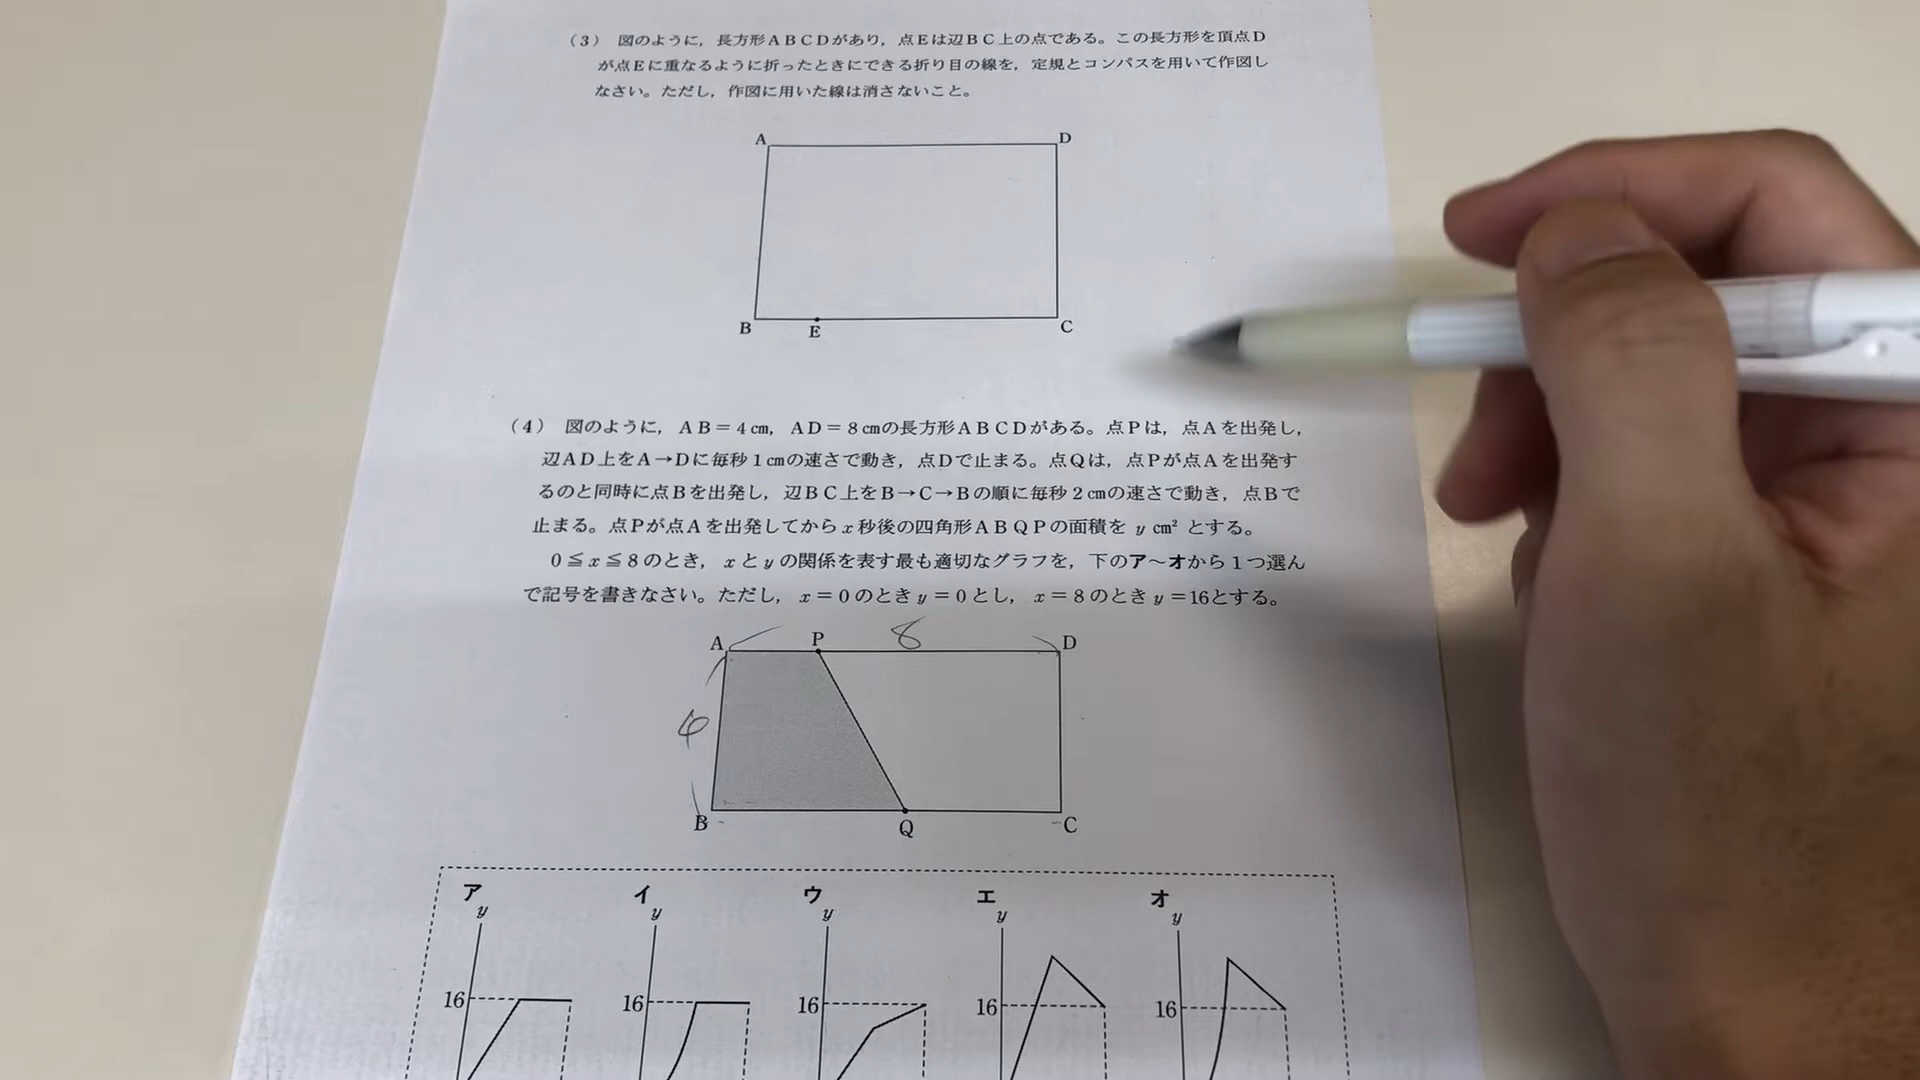 （3） 図のように，長方形ＡＢＣＤがあり，点Ｅは辺ＢＣ上の点である。この長方形を頂点Ｄ
が点Ｅに重なるように折ったときにできる折り目の線を，定規とコンパスを用いて作図し
なさい。ただし，作図に用いた線は消さないこと。
A D
B E C
（4） 図のように，ＡＢ＝4cm，ＡＤ＝8cmの長方形ＡＢＣＤがある。点Ｐは，点Ａを出発し，
辺ＡＤ上をＡ→Ｄに毎秒1cmの速さで動き，点Ｄで止まる。点Ｑは，点Ｐが点Ａを出発す
るのと同時に点Ｂを出発し，辺ＢＣ上をＢ→Ｃ→Ｂの順に毎秒2cmの速さで動き，点Ｂで
止まる。点Ｐが点Ａを出発してからx秒後の四角形ＡＢＱＰの面積を y cm² とする。
0≦x≦8のとき，xとyの関係を表す最も適切なグラフを，下のア～オから1つ選ん
で記号を書きなさい。ただし，x＝0のときy＝0とし，x＝8のときy＝16とする。
A P 8 D
4
B Q C
ア イ ウ エ オ
y y y y y
16 16 16 16 16